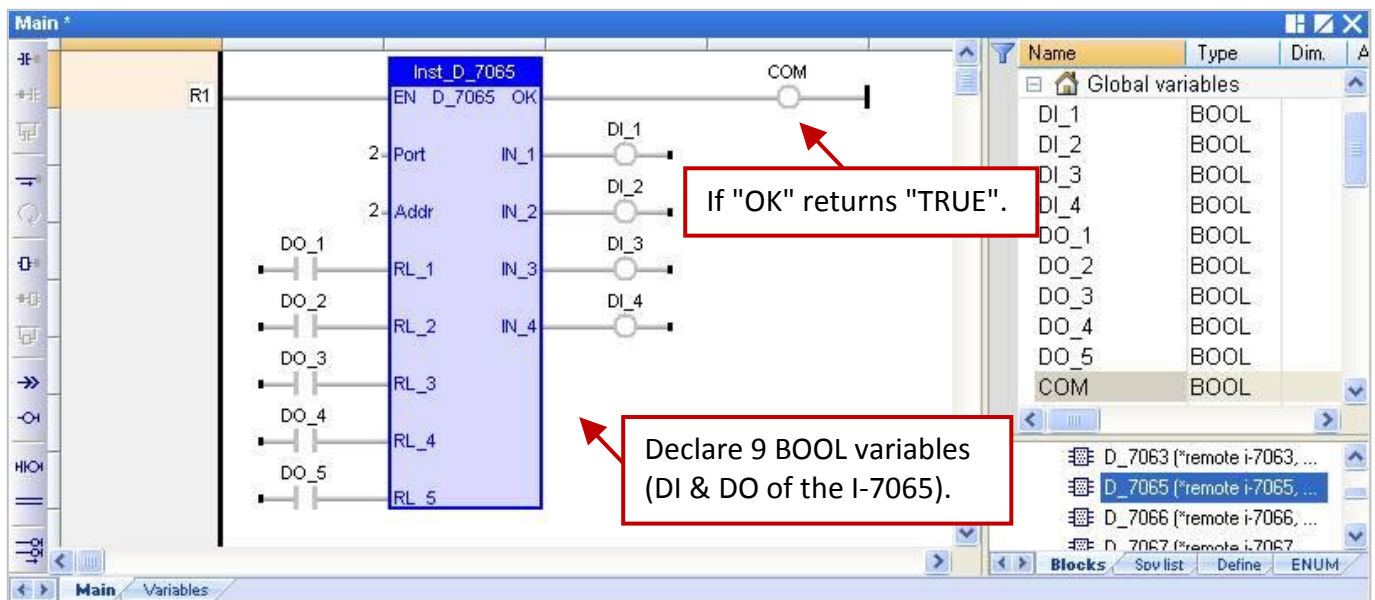 Main *
Inst_D_7065
COM
R1
EN D_7065 OK
DI_1
2 Port IN_1
DI_2
2 Addr IN_2
DO_1
DI_3
RL_1 IN_3
DO_2
DI_4
RL_2 IN_4
DO_3
RL_3
DO_4
RL_4
DO_5
RL_5
If "OK" returns "TRUE".
Declare 9 BOOL variables
(DI & DO of the I-7065).
Name Type Dim. A
Global variables
DI_1 BOOL
DI_2 BOOL
DI_3 BOOL
DI_4 BOOL
DO_1 BOOL
DO_2 BOOL
DO_3 BOOL
DO_4 BOOL
DO_5 BOOL
COM BOOL
D_7063 (*remote i-7063, ...
D_7065 (*remote i-7065, ...
D_7066 (*remote i-7066, ...
D_7067 (*remote i-7067
Blocks Spy list Define ENUM
Main Variables